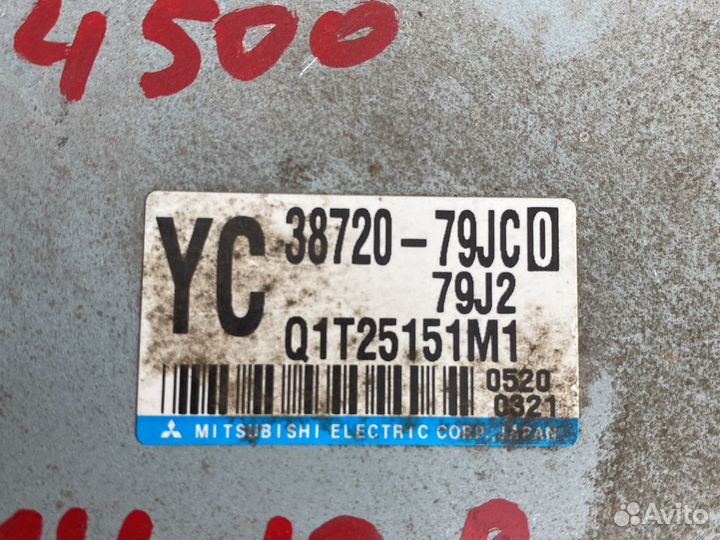 4500
YC
38720-79JC0
79J2
Q1T25151M1
0520
0321
MITSUBISHI ELECTRIC CORP. JAPAN
Avito